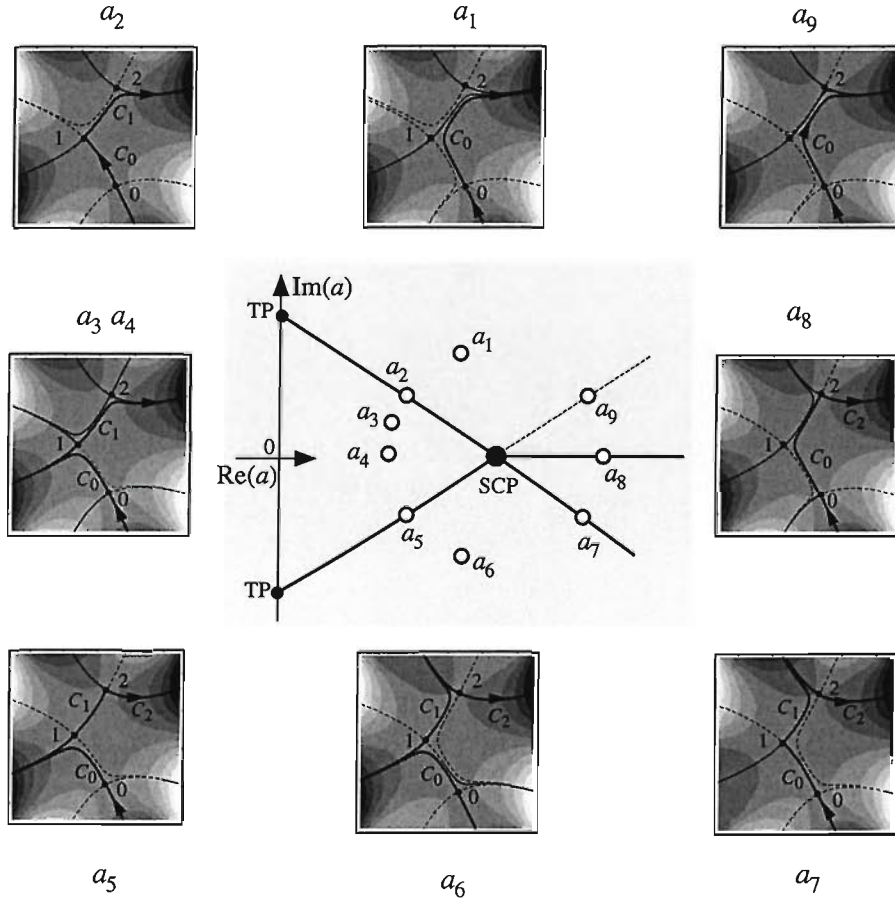 a2 a1 a9
2 1 C1 C0 0
2 1 C0 0
2 1 C0 0
a3 a4
a8
2 1 C1 C0 0
Im(a)
TP
a1
a2
a3
a9
0
a4
Re(a)
SCP
a8
a5
a7
a6
TP
2 C2 1 C0 0
C1 2 C2 1 C0 0
C1 2 C2 1 C0 0
C1 2 C2 1 C0 0
a5 a6 a7